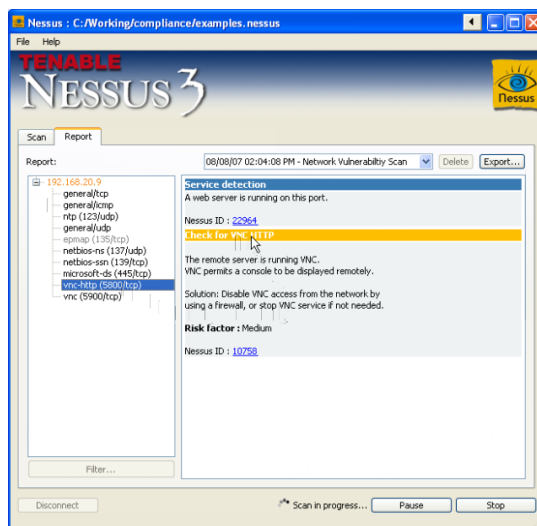 Nessus : C:/Working/compliance/examples.nessus
File Help
TENABLE
NESSUS 3
Nessus
Scan Report
Report: 08/08/07 02:04:08 PM - Network Vulnerabiltiy Scan Delete Export...
192.168.20.9
general/tcp
general/icmp
ntp (123/udp)
general/udp
epmap (135/tcp)
netbios-ns (137/udp)
netbios-ssn (139/tcp)
microsoft-ds (445/tcp)
vnc-http (5800/tcp)
vnc (5900/tcp)
Filter...
Service detection
A web server is running on this port.
Nessus ID : 22964
Check for VNC HTTP
The remote server is running VNC.
VNC permits a console to be displayed remotely.
Solution: Disable VNC access from the network by
using a firewall, or stop VNC service if not needed.
Risk factor : Medium
Nessus ID : 10758
Disconnect Scan in progress... Pause Stop